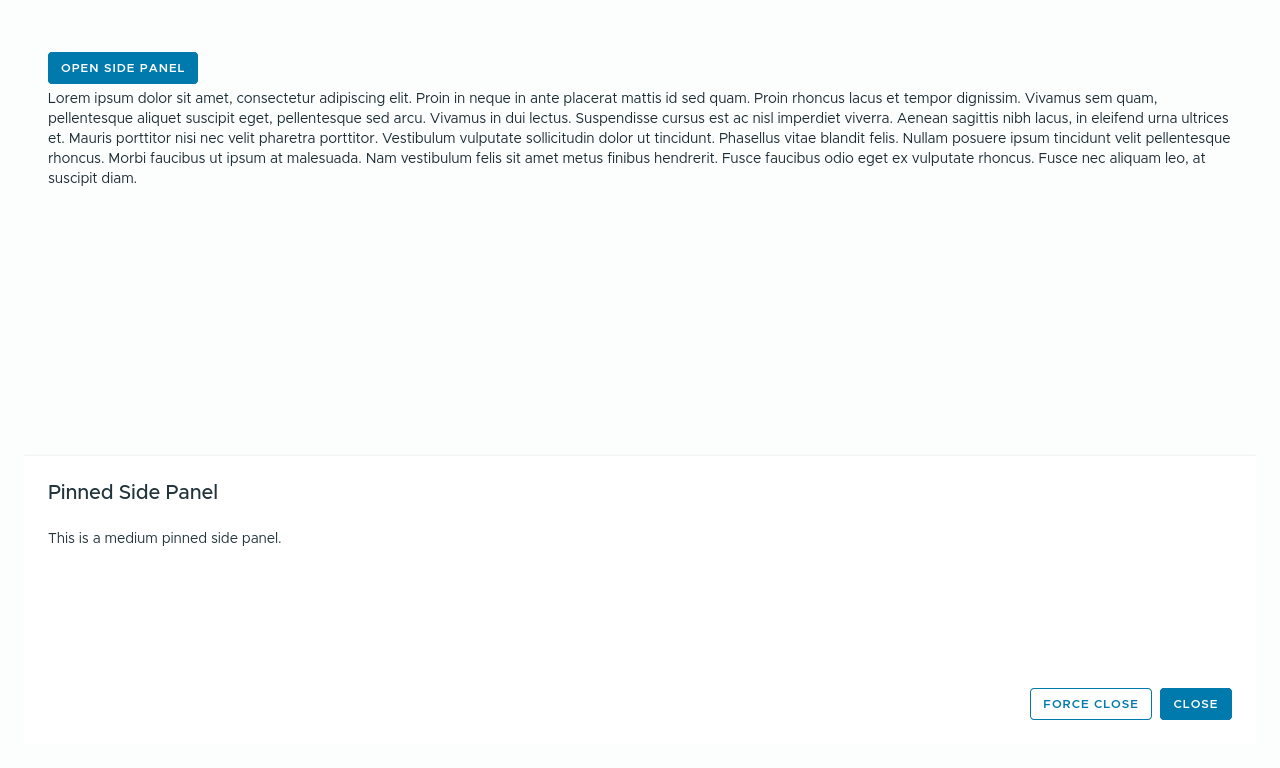 OPEN SIDE PANEL
Lorem ipsum dolor sit amet, consectetur adipiscing elit. Proin in neque in ante placerat mattis id sed quam. Proin rhoncus lacus et tempor dignissim. Vivamus sem quam,
pellentesque aliquet suscipit eget, pellentesque sed arcu. Vivamus in dui lectus. Suspendisse cursus est ac nisl imperdiet viverra. Aenean sagittis nibh lacus, in eleifend urna ultrices
et. Mauris porttitor nisi nec velit pharetra porttitor. Vestibulum vulputate sollicitudin dolor ut tincidunt. Phasellus vitae blandit felis. Nullam posuere ipsum tincidunt velit pellentesque
rhoncus. Morbi faucibus ut ipsum at malesuada. Nam vestibulum felis sit amet metus finibus hendrerit. Fusce faucibus odio eget ex vulputate rhoncus. Fusce nec aliquam leo, at
suscipit diam.
Pinned Side Panel
This is a medium pinned side panel.
FORCE CLOSE
CLOSE